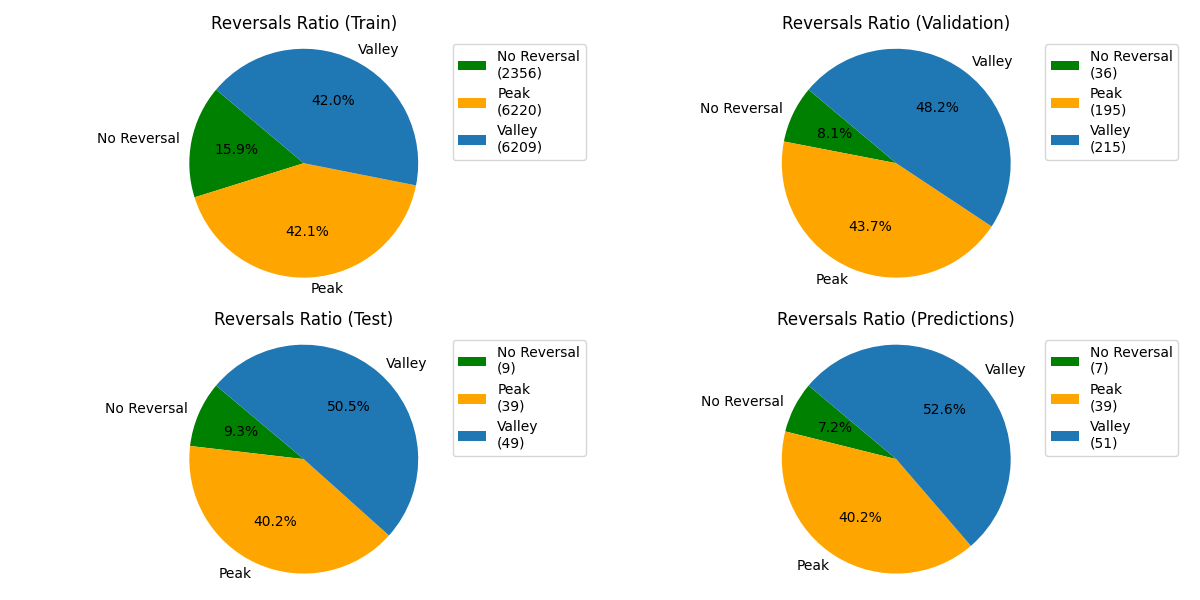 Reversals Ratio (Train)
Valley
42.0%
No Reversal
15.9%
42.1%
Peak
No Reversal
(2356)
Peak
(6220)
Valley
(6209)
Reversals Ratio (Validation)
Valley
48.2%
No Reversal
8.1%
43.7%
Peak
No Reversal
(36)
Peak
(195)
Valley
(215)
Reversals Ratio (Test)
Valley
50.5%
No Reversal
9.3%
40.2%
Peak
No Reversal
(9)
Peak
(39)
Valley
(49)
Reversals Ratio (Predictions)
Valley
52.6%
No Reversal
7.2%
40.2%
Peak
No Reversal
(7)
Peak
(39)
Valley
(51)